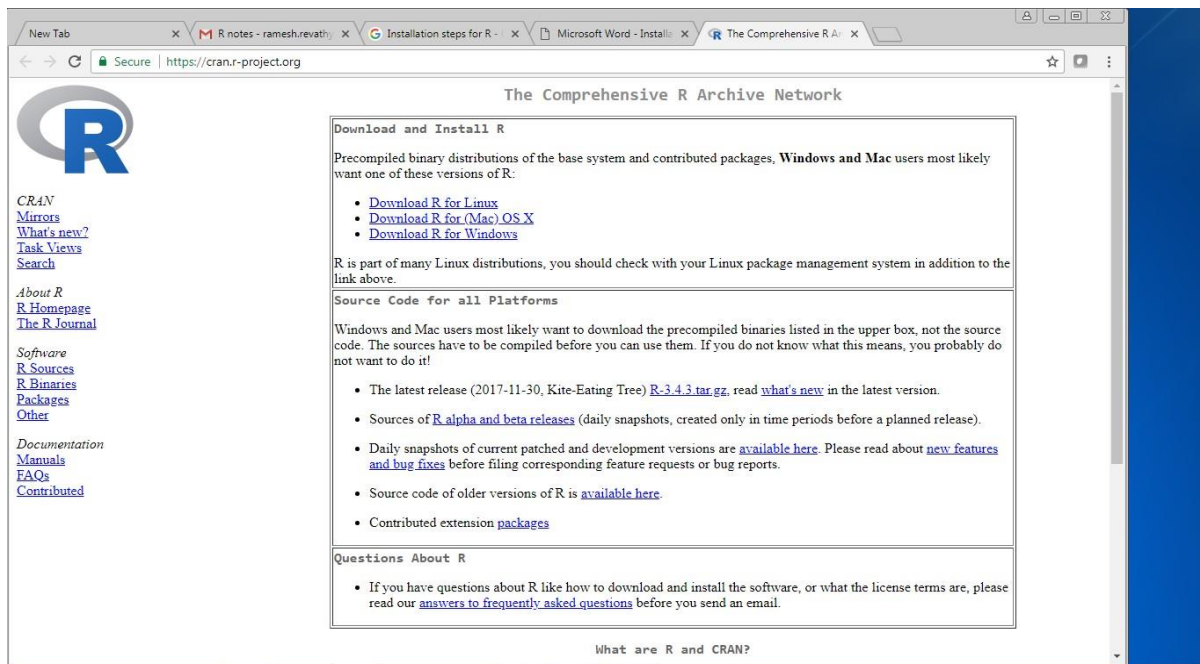 New Tab
R notes - ramesh.revathy
Installation steps for R -
Microsoft Word - Installa
The Comprehensive R Ar
Secure | https://cran.r-project.org
R
CRAN
Mirrors
What's new?
Task Views
Search
About R
R Homepage
The R Journal
Software
R Sources
R Binaries
Packages
Other
Documentation
Manuals
FAQs
Contributed
The Comprehensive R Archive Network
Download and Install R
Precompiled binary distributions of the base system and contributed packages, Windows and Mac users most likely
want one of these versions of R:
• Download R for Linux
• Download R for (Mac) OS X
• Download R for Windows
R is part of many Linux distributions, you should check with your Linux package management system in addition to the
link above.
Source Code for all Platforms
Windows and Mac users most likely want to download the precompiled binaries listed in the upper box, not the source
code. The sources have to be compiled before you can use them. If you do not know what this means, you probably do
not want to do it!
• The latest release (2017-11-30, Kite-Eating Tree) R-3.4.3.tar.gz, read what's new in the latest version.
• Sources of R alpha and beta releases (daily snapshots, created only in time periods before a planned release).
• Daily snapshots of current patched and development versions are available here. Please read about new features
and bug fixes before filing corresponding feature requests or bug reports.
• Source code of older versions of R is available here.
• Contributed extension packages
Questions About R
• If you have questions about R like how to download and install the software, or what the license terms are, please
read our answers to frequently asked questions before you send an email.
What are R and CRAN?